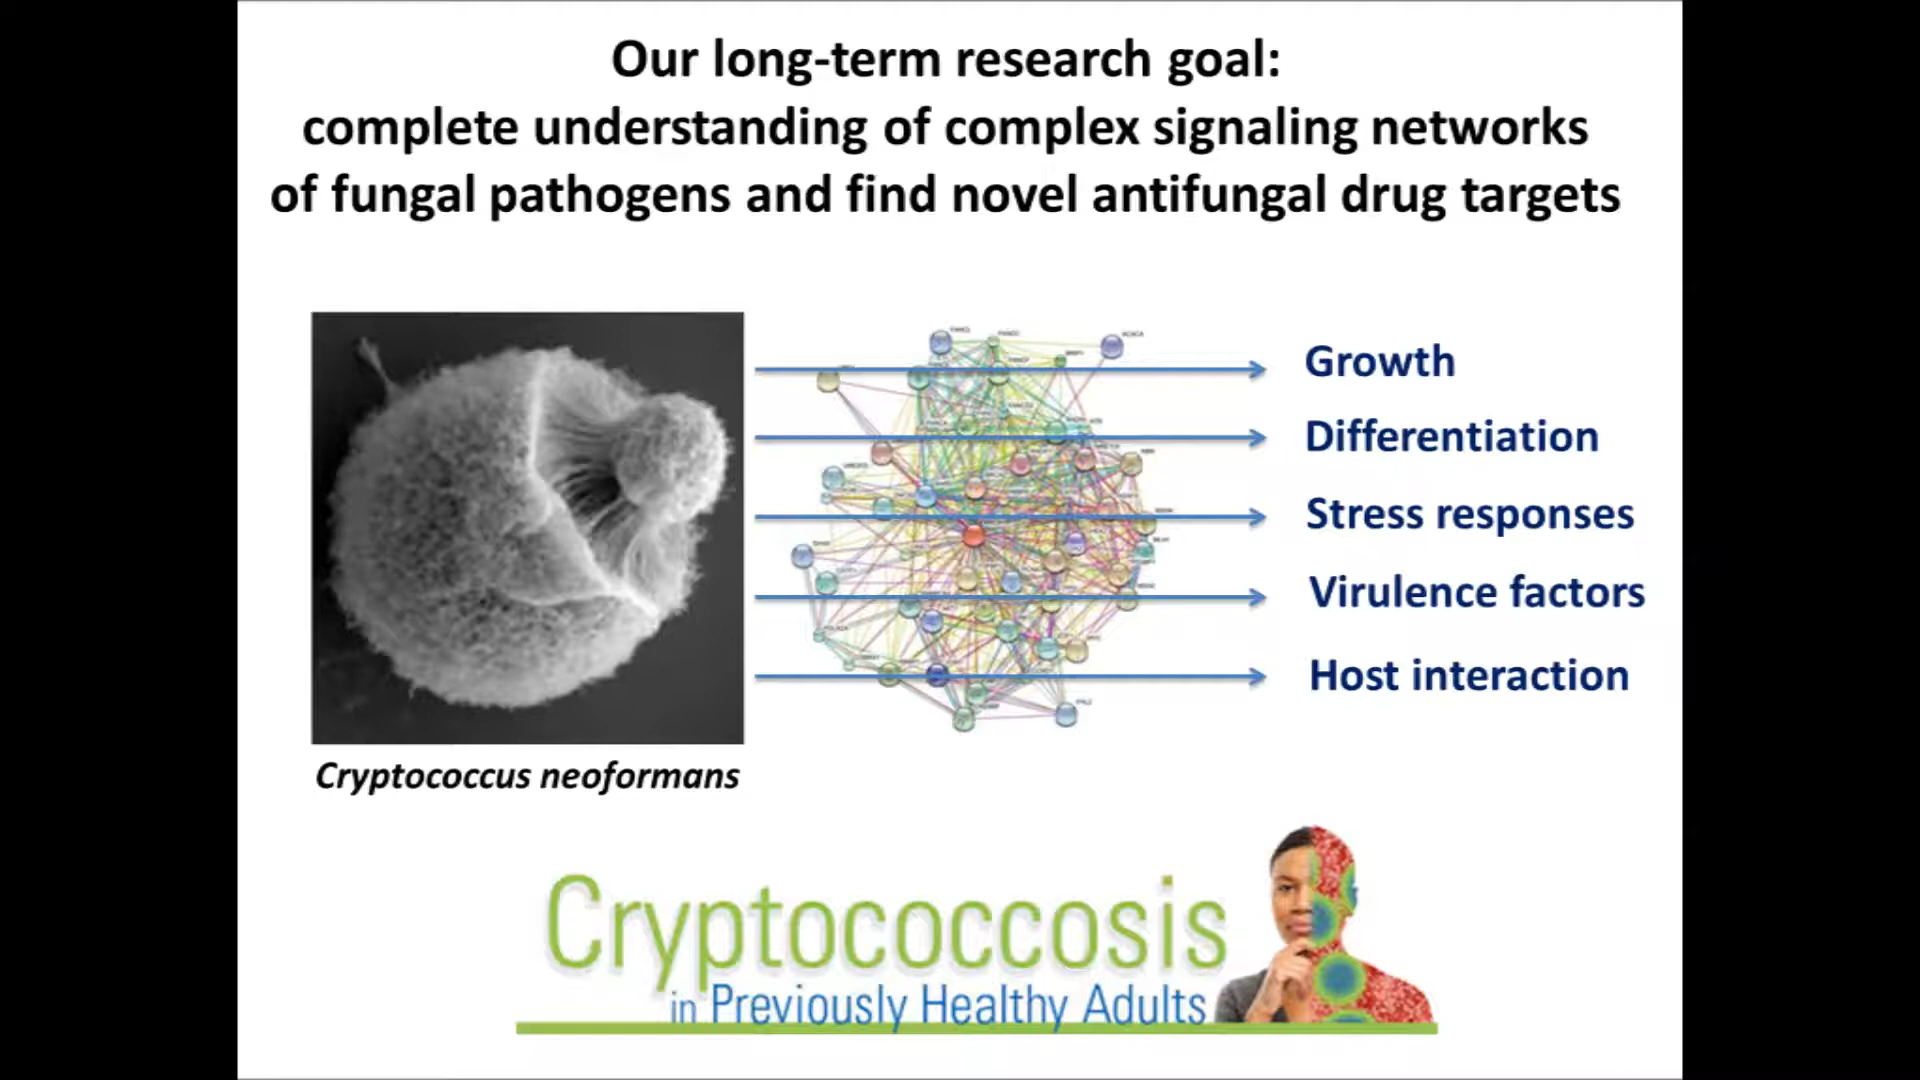 Our long-term research goal:
complete understanding of complex signaling networks
of fungal pathogens and find novel antifungal drug targets
Growth
Differentiation
Stress responses
Virulence factors
Host interaction
Cryptococcus neoformans
Cryptococcosis
in Previously Healthy Adults